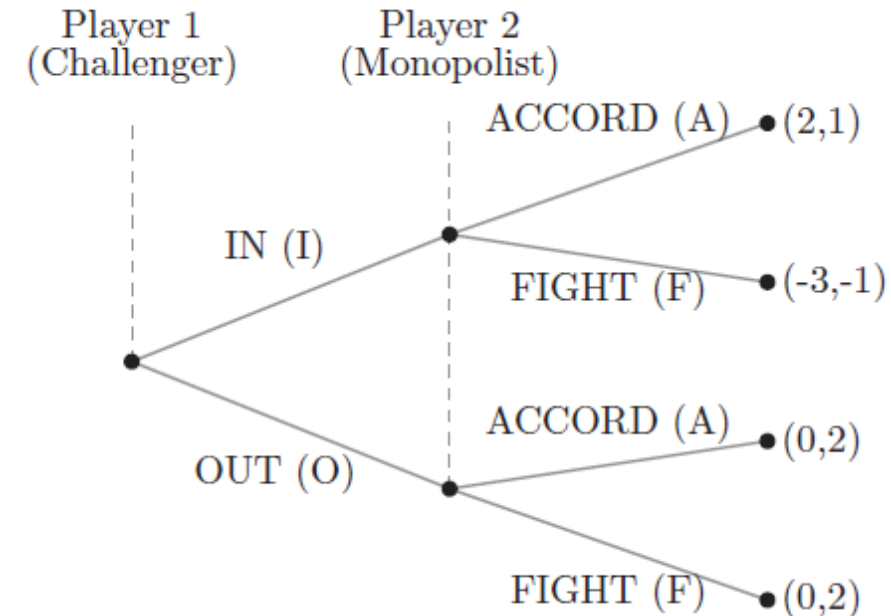 Player 1
(Challenger)
Player 2
(Monopolist)
ACCORD (A)
(2,1)
IN (I)
FIGHT (F)
(-3,-1)
OUT (O)
ACCORD (A)
(0,2)
FIGHT (F)
(0,2)